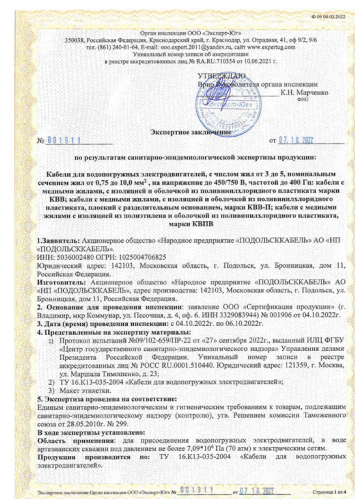 Ф-09 04.02.2022
Орган инспекции ООО «Эксперт-Юг»
350038, Российская Федерация, Краснодарский край, г. Краснодар, ул. Отрадная, 41, оф 9/2, 9/6
тел. (861) 240-01-64, E-mail: ooo.expert.2011@yandex.ru, сайт www.expertug.com
Уникальный номер записи об аккредитации
в реестре аккредитованных лиц № RA.RU.710354 от 10.06.2021 г.
УТВЕРЖДАЮ
Врио руководителя органа инспекции
К.Н. Марченко
ФИО
Экспертное заключение
№ 001911 от 07.10.2022
по результатам санитарно-эпидемиологической экспертизы продукции:
Кабели для водопогружных электродвигателей, с числом жил от 3 до 5, номинальным
сечением жил от 0,75 до 10,0 мм², на напряжение до 450/750 В, частотой до 400 Гц: кабели с
медными жилами, с изоляцией и оболочкой из поливинилхлоридного пластиката марки
КВВ; кабели с медными жилами, с изоляцией и оболочкой из поливинилхлоридного
пластиката, плоский с разделительным основанием, марки КВВ-П; кабели с медными
жилами с изоляцией из полиэтилена и оболочкой из поливинилхлоридного пластиката,
марки КВПВ
1.Заявитель: Акционерное общество «Народное предприятие «ПОДОЛЬСККАБЕЛЬ» АО «НП
«ПОДОЛЬСККАБЕЛЬ»
ИНН: 5036002480 ОГРН: 1025004706825
Юридический адрес: 142103, Московская область, г. Подольск, ул. Бронницкая, дом 11,
Российская Федерация.
Изготовитель: Акционерное общество «Народное предприятие «ПОДОЛЬСККАБЕЛЬ» АО
«НП «ПОДОЛЬСККАБЕЛЬ», адрес производства: 142103, Московская область, г. Подольск, ул.
Бронницкая, дом 11, Российская Федерация.
2. Основание для проведения инспекции: заявление ООО «Сертификация продукции» (г.
Владимир, мкр Коммунар, ул. Песочная, д. 4, оф. 6. ИНН 3329083944) № 001906 от 04.10.2022г.
3. Дата (время) проведения инспекции: с 04.10.2022г. по 06.10.2022г.
4. Представленные на экспертизу материалы:
1) Протокол испытаний №09/102-659/ПР-22 от «27» сентября 2022г., выданный ИЛЦ ФГБУ
«Центр государственного санитарно-эпидемиологического надзора» Управления делами
Президента Российской Федерации. Уникальный номер записи в реестре
аккредитованных лиц № РОСС RU.0001.510440. Юридический адрес: 121359, г. Москва,
ул. Маршала Тимошенко, д. 23;
2) ТУ 16.К13-035-2004 «Кабели для водопогружных электродвигателей»;
3) Макет этикетки.
5. Экспертиза проведена на соответствие:
Единым санитарно-эпидемиологическим и гигиеническим требованиям к товарам, подлежащим
санитарно-эпидемиологическому надзору (контролю), утв. Решением Комиссии Таможенного
союза от 28.05.2010г. № 299.
В ходе экспертизы установлено:
Область применения: для присоединения водопогружных электродвигателей, в воде
артезианских скважин под давлением не более 7,09*10⁶ Па (70 атм) к электрическим сетям.
Продукция произведена по: ТУ 16.К13-035-2004 «Кабели для водопогружных
электродвигателей».
Экспертное заключение Орган инспекции ООО «Эксперт-Юг» № 001911 от 07.10.2022 Страница 1 из 4